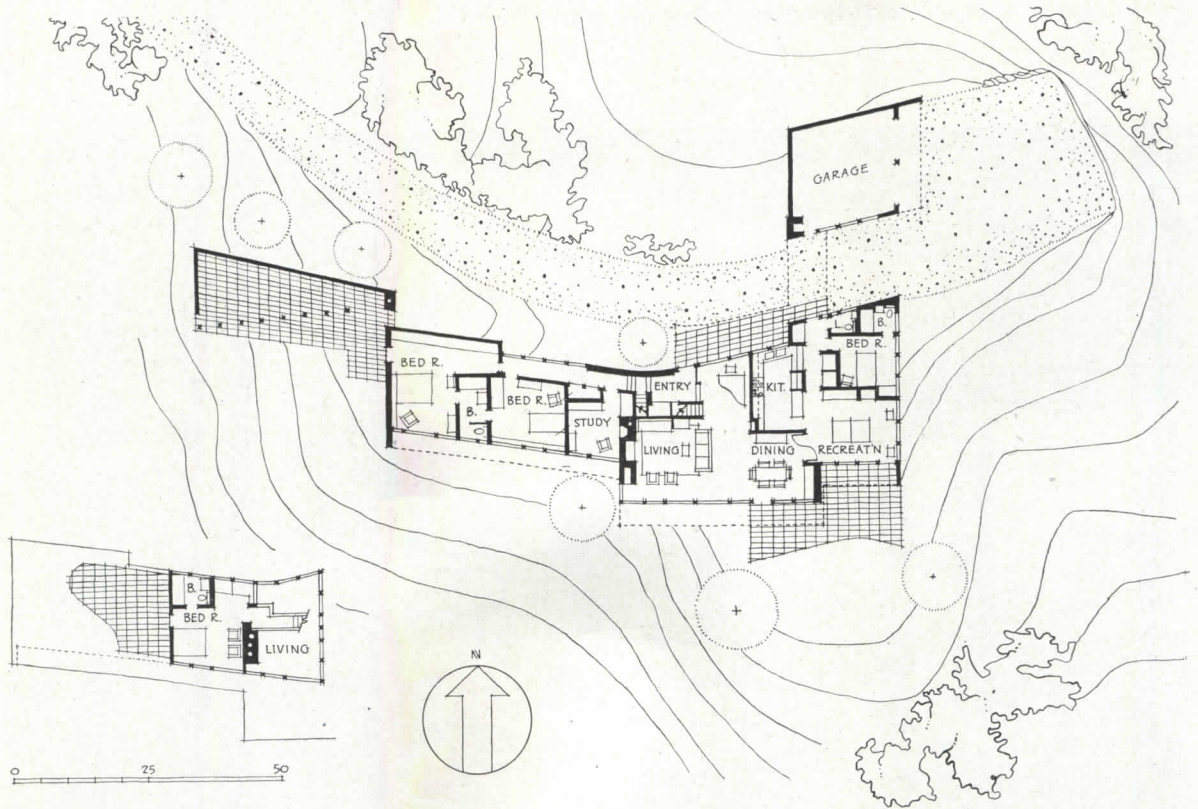 GARAGE
L.
B.
BED R.
BED R.
ENTRY
KIT.
BED R.
B.
STUDY
LIVING
DINING
RECREAT'N
B.
BED R.
LIVING
N
0 25 50